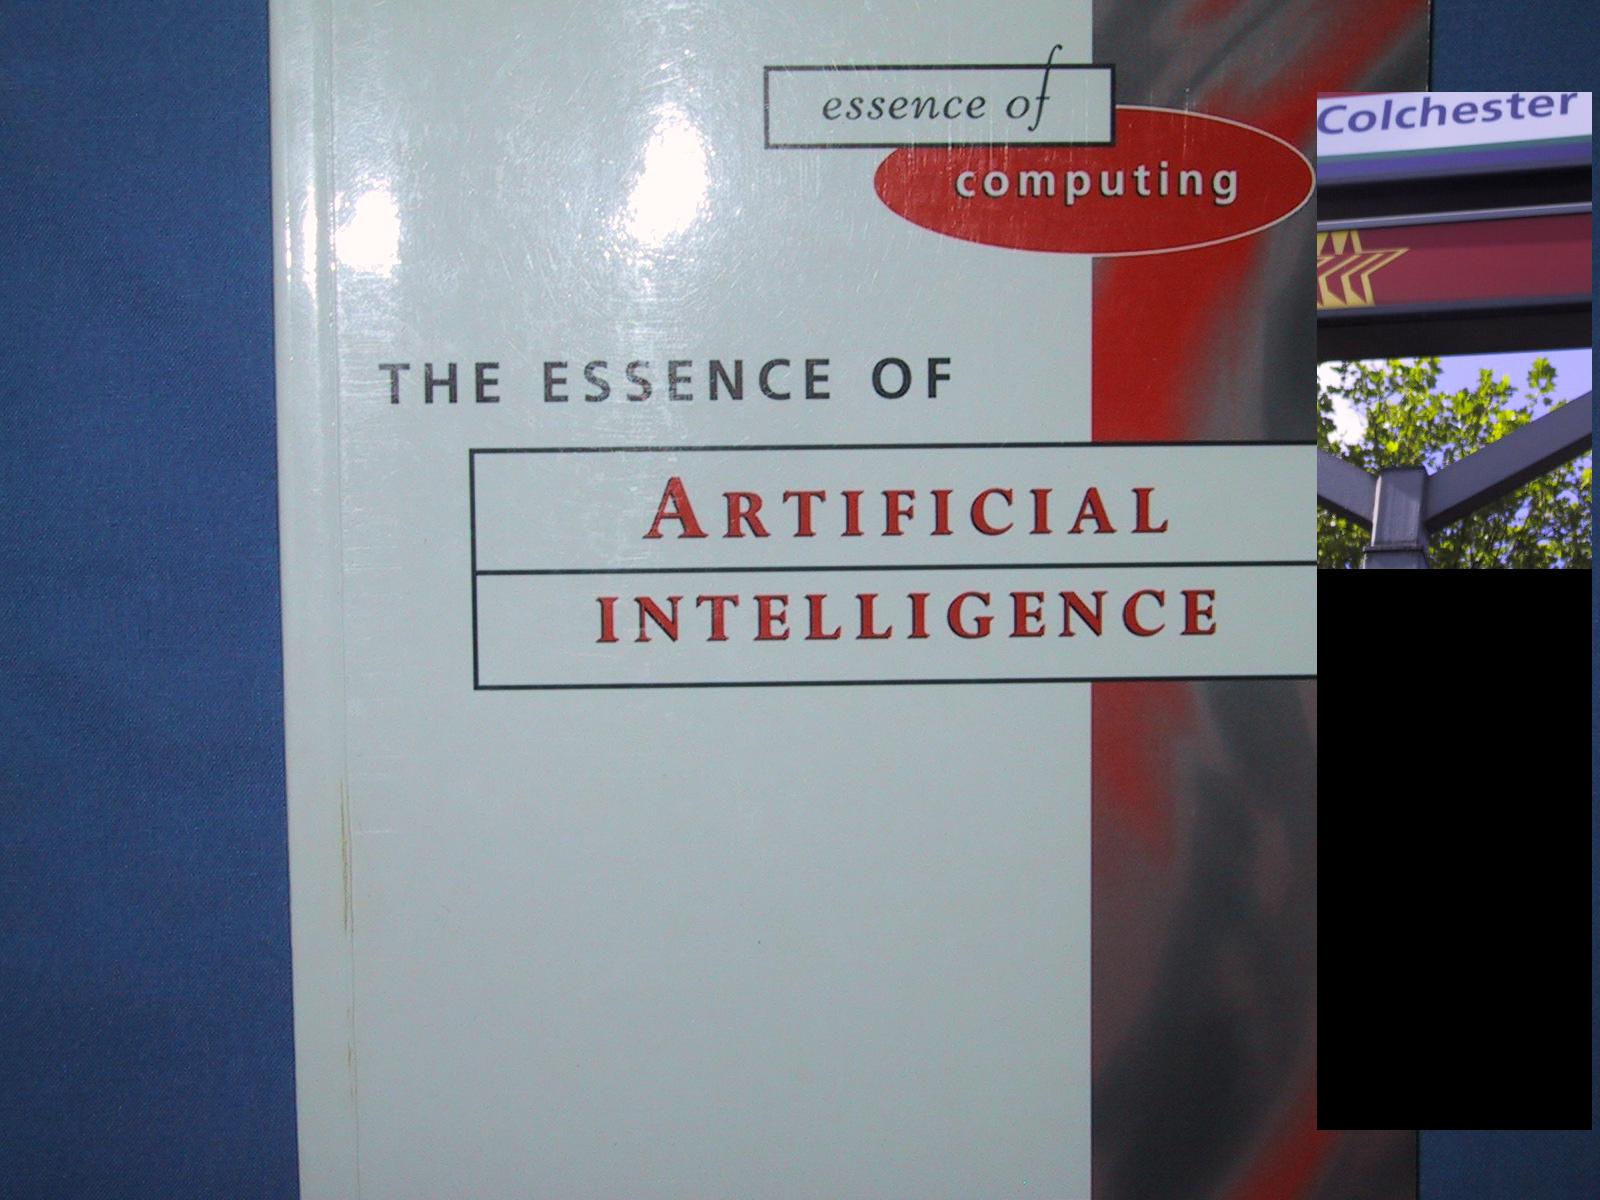 essence of
computing
THE ESSENCE OF
ARTIFICIAL
INTELLIGENCE
Colchester